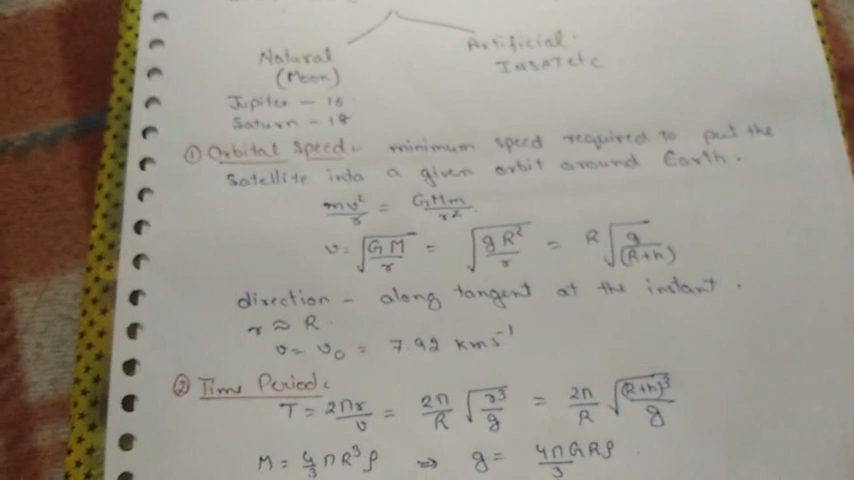 Natural Artificial.
(Moon) INSAT etc.
Jupiter – 16
Saturn – 18
① Orbital Speed: minimum speed required to put the
satellite into a given orbit around Earth.
mv²/r = GMm/r²
v = √(GM/r) = √(gR²/r) = R √(g/(R+h))
direction – along tangent at the instant.
r ≈ R.
v = v₀ = 7.92 kms⁻¹
② Time Period:
T = 2πr/v = 2π/R √(r³/g) = 2π/R √((R+h)³/g)
M = 4/3 πR³ρ ⇒ g = 4πGRρ/3.